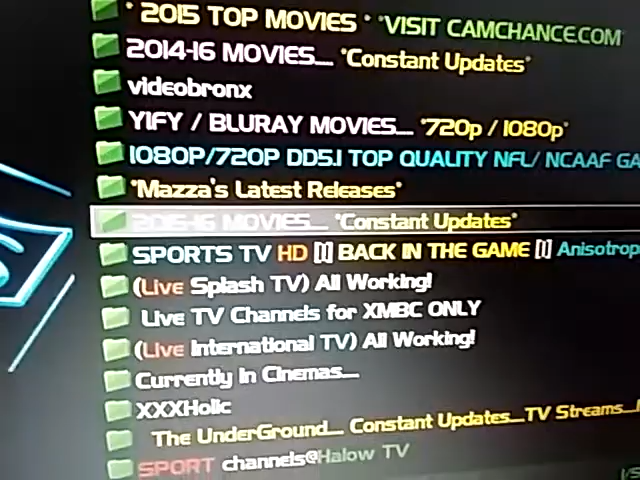 * 2015 TOP MOVIES * *VISIT CAMCHANCE.COM
2014-16 MOVIES.... *Constant Updates*
videobronx
YIFY / BLURAY MOVIES.... *720p / 1080p*
1080P/720P DD5.1 TOP QUALITY NFL/ NCAAF GA
*Mazza's Latest Releases*
2015-16 MOVIES.... *Constant Updates*
SPORTS TV HD [|] BACK IN THE GAME [|] Anisotrop
(Live Splash TV) All Working!
Live TV Channels for XMBC ONLY
(Live International TV) All Working!
Currently In Cinemas....
XXXHolic
The UnderGround.... Constant Updates....TV Streams....
SPORT channels@Halow TV